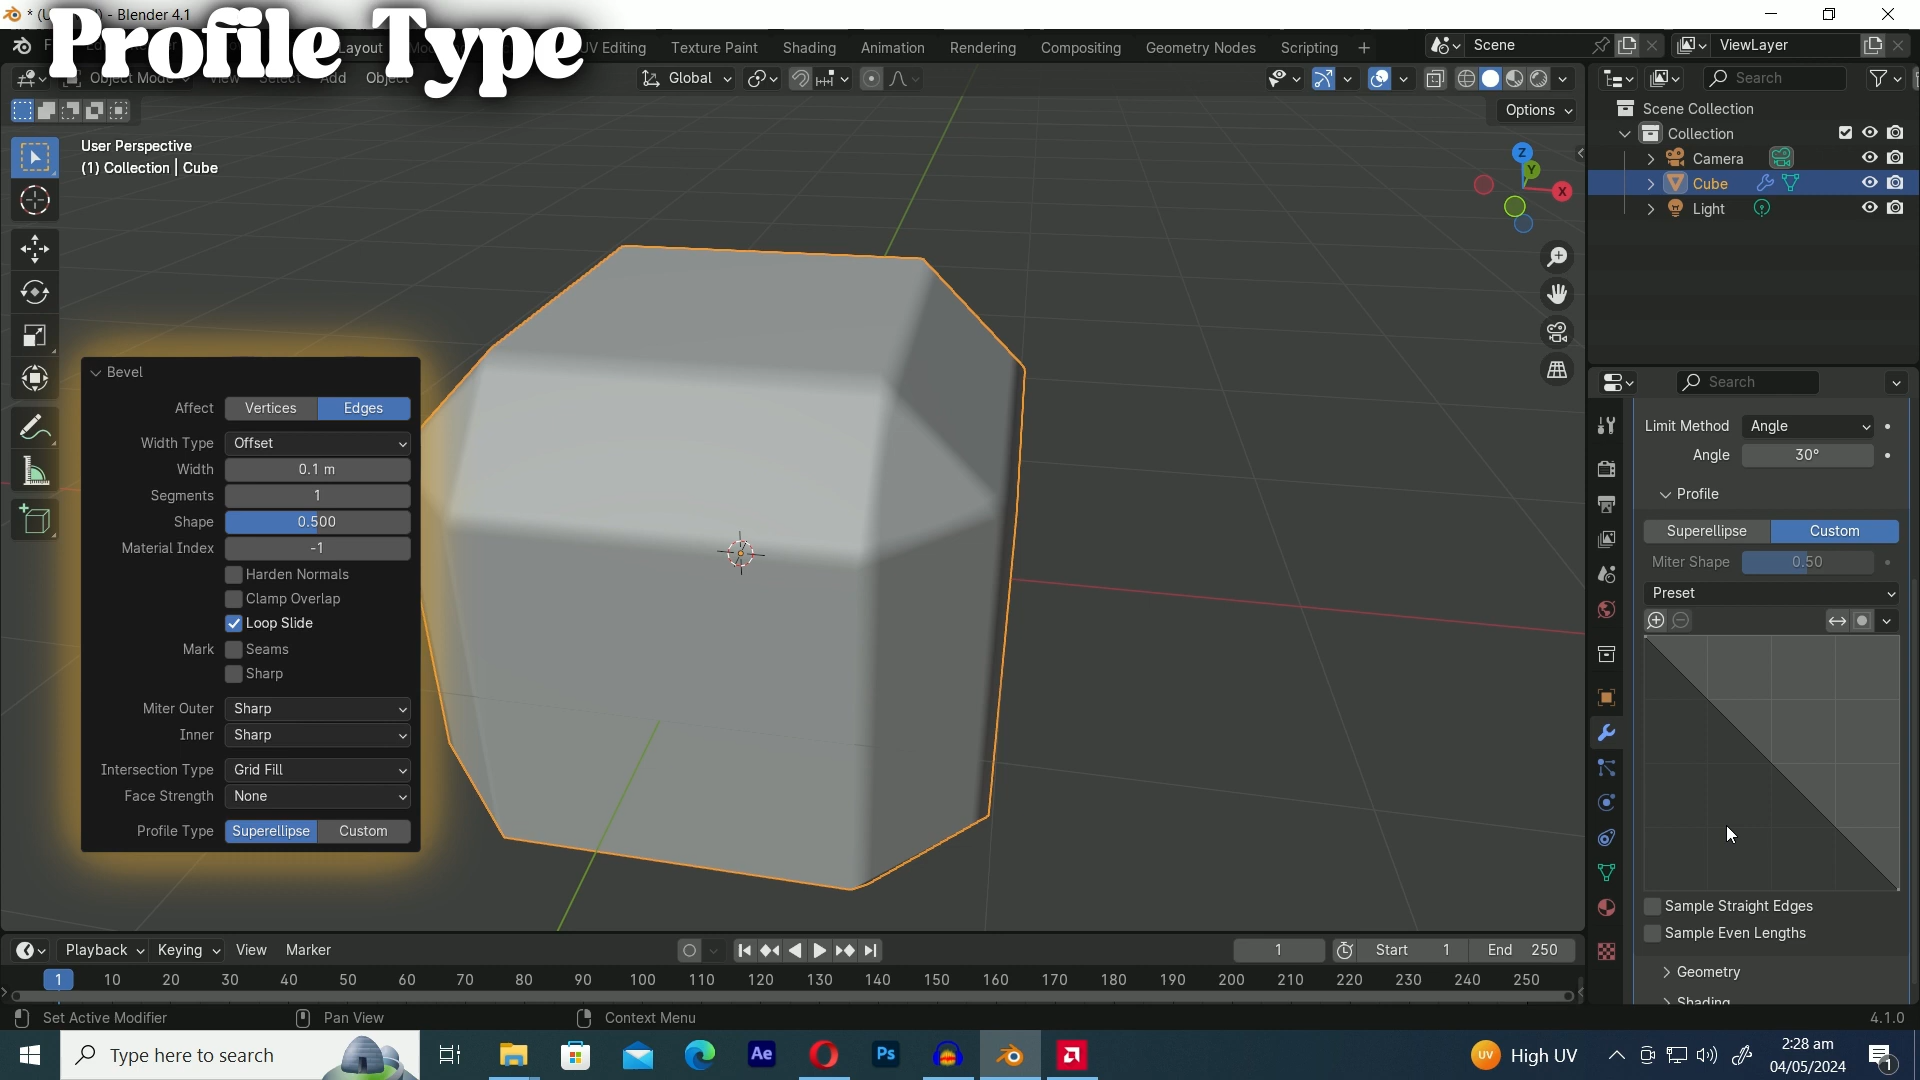 * (U) - Blender 4.1
Profile Type
Layout
UV Editing
Texture Paint
Shading
Animation
Rendering
Compositing
Geometry Nodes
Scripting
+
Scene
ViewLayer
Object Mode
View
Select
Add
Object
Global
Search
Options
User Perspective
(1) Collection | Cube
Z
Y
X
Scene Collection
Collection
Camera
Cube
Light
Bevel
Affect Vertices Edges
Width Type Offset
Width 0.1 m
Segments 1
Shape 0.500
Material Index -1
Harden Normals
Clamp Overlap
Loop Slide
Mark Seams
Sharp
Miter Outer Sharp
Inner Sharp
Intersection Type Grid Fill
Face Strength None
Profile Type Superellipse Custom
Search
Limit Method Angle
Angle 30°
Profile
Superellipse Custom
Miter Shape 0.50
Preset
Sample Straight Edges
Sample Even Lengths
Geometry
Shading
Playback Keying View Marker
1 Start 1 End 250
1 10 20 30 40 50 60 70 80 90 100 110 120 130 140 150 160 170 180 190 200 210 220 230 240 250
Set Active Modifier Pan View Context Menu 4.1.0
Type here to search
Ae
Ps
UV High UV
2:28 am
04/05/2024
1